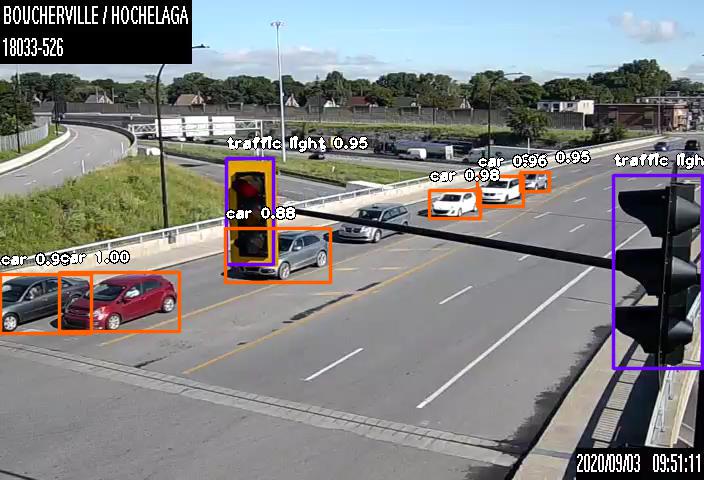 BOUCHERVILLE / HOCHELAGA
18033-526
traffic light 0.95
car 0.96
0.95
traffic ligh
car 0.98
car 0.88
car 0.9
car 1.00
2020/09/03 09:51:11